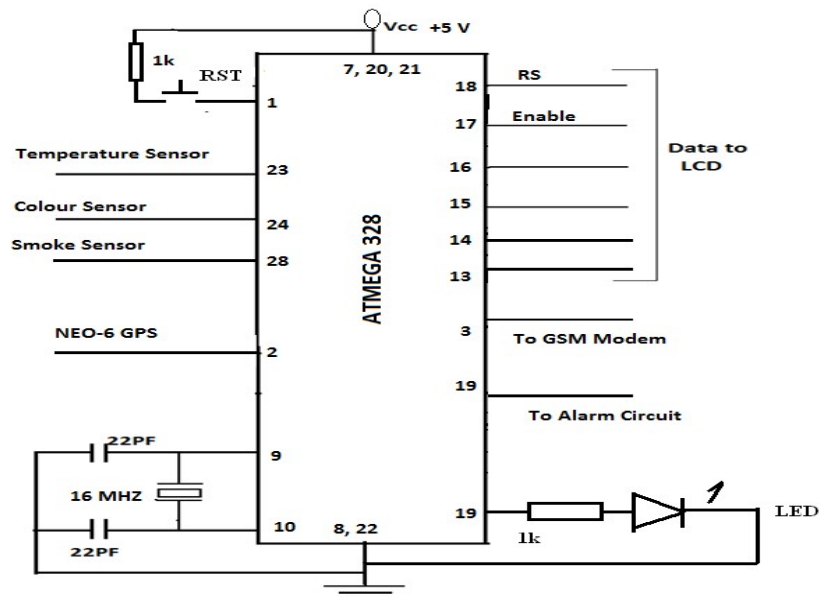 Vcc +5 V
1k
RST
7, 20, 21
1
18
RS
17
Enable
Data to
LCD
Temperature Sensor
23
16
Colour Sensor
24
15
Smoke Sensor
28
14
13
ATMEGA 328
NEO-6 GPS
2
3
To GSM Modem
19
To Alarm Circuit
22PF
9
16 MHZ
10
22PF
8, 22
19
1k
LED